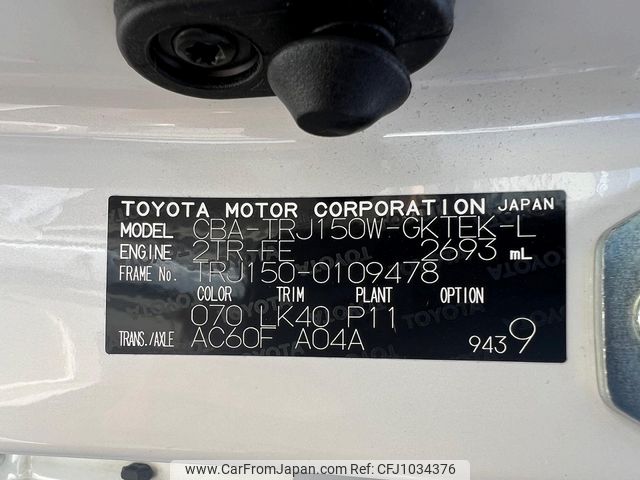 TOYOTA MOTOR CORPORATION JAPAN
MODEL CBA-TRJ150W-GKTEK-L
ENGINE 2TR-FE 2693 mL
FRAME No. TRJ150-0109478
COLOR TRIM PLANT OPTION
070 LK40 P11
TRANS./AXLE AC60F A04A 9439
www.CarFromJapan.com Ref No. CFJ1034376